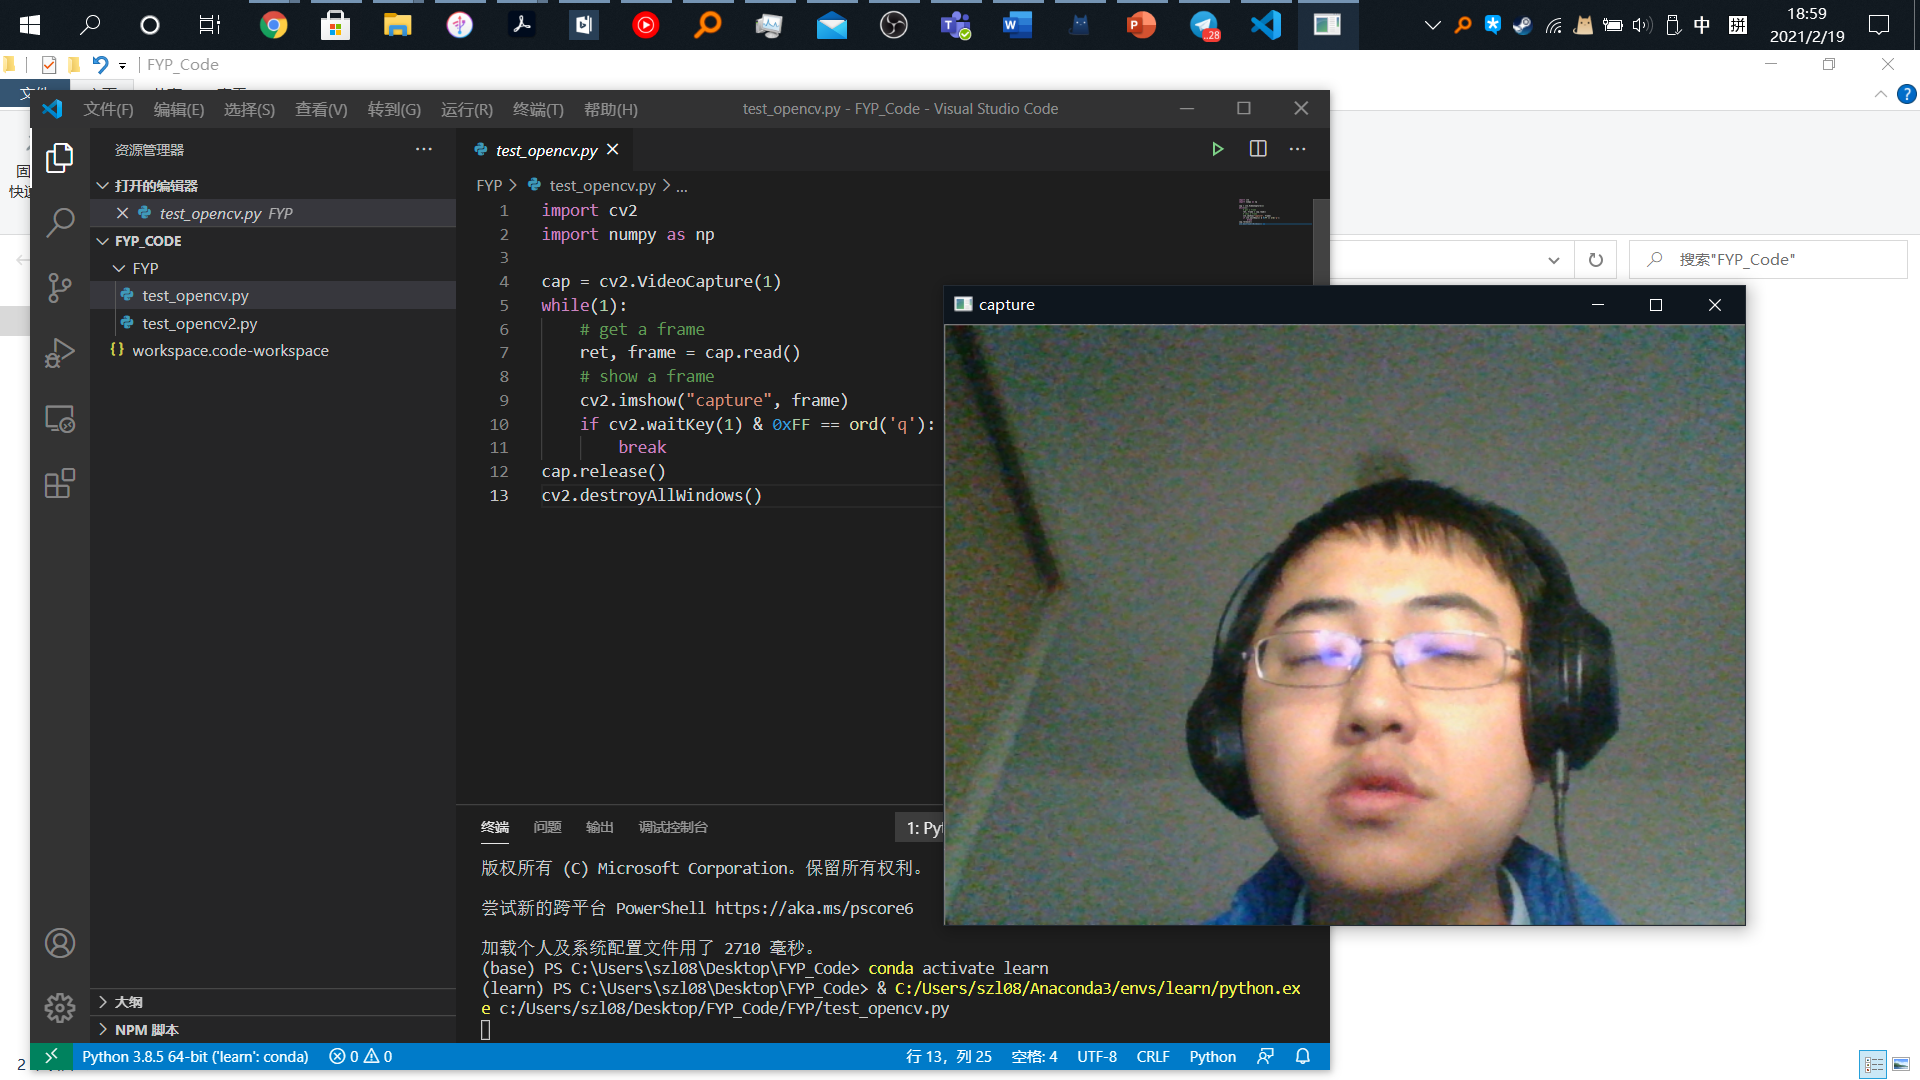 18:59
2021/2/19
..28
中
拼
FYP_Code
文件(F) 编辑(E) 选择(S) 查看(V) 转到(G) 运行(R) 终端(T) 帮助(H)
test_opencv.py - FYP_Code - Visual Studio Code
资源管理器
test_opencv.py
打开的编辑器
FYP > test_opencv.py > ...
test_opencv.py FYP
FYP_CODE
FYP
test_opencv.py
test_opencv2.py
{} workspace.code-workspace
1 import cv2
2 import numpy as np
3
4 cap = cv2.VideoCapture(1)
5 while(1):
6 # get a frame
7 ret, frame = cap.read()
8 # show a frame
9 cv2.imshow("capture", frame)
10 if cv2.waitKey(1) & 0xFF == ord('q'):
11 break
12 cap.release()
13 cv2.destroyAllWindows()
搜索"FYP_Code"
capture
终端 问题 输出 调试控制台
1: Pyt
版权所有 (C) Microsoft Corporation。保留所有权利。
尝试新的跨平台 PowerShell https://aka.ms/pscore6
加载个人及系统配置文件用了 2710 毫秒。
(base) PS C:\Users\szl08\Desktop\FYP_Code> conda activate learn
(learn) PS C:\Users\szl08\Desktop\FYP_Code> & C:/Users/szl08/Anaconda3/envs/learn/python.ex
e c:/Users/szl08/Desktop/FYP_Code/FYP/test_opencv.py
大纲
NPM 脚本
Python 3.8.5 64-bit ('learn': conda) 0 0
行 13，列 25 空格: 4 UTF-8 CRLF Python
2